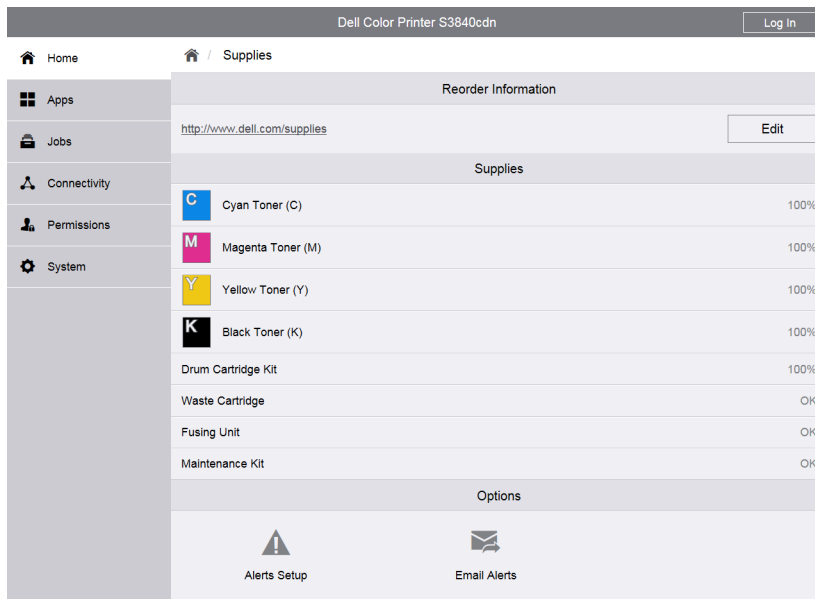 Dell Color Printer S3840cdn
Log In
Home
Apps
Jobs
Connectivity
Permissions
System
/ Supplies
Reorder Information
http://www.dell.com/supplies
Edit
Supplies
C Cyan Toner (C) 100%
M Magenta Toner (M) 100%
Y Yellow Toner (Y) 100%
K Black Toner (K) 100%
Drum Cartridge Kit 100%
Waste Cartridge OK
Fusing Unit OK
Maintenance Kit OK
Options
Alerts Setup
Email Alerts